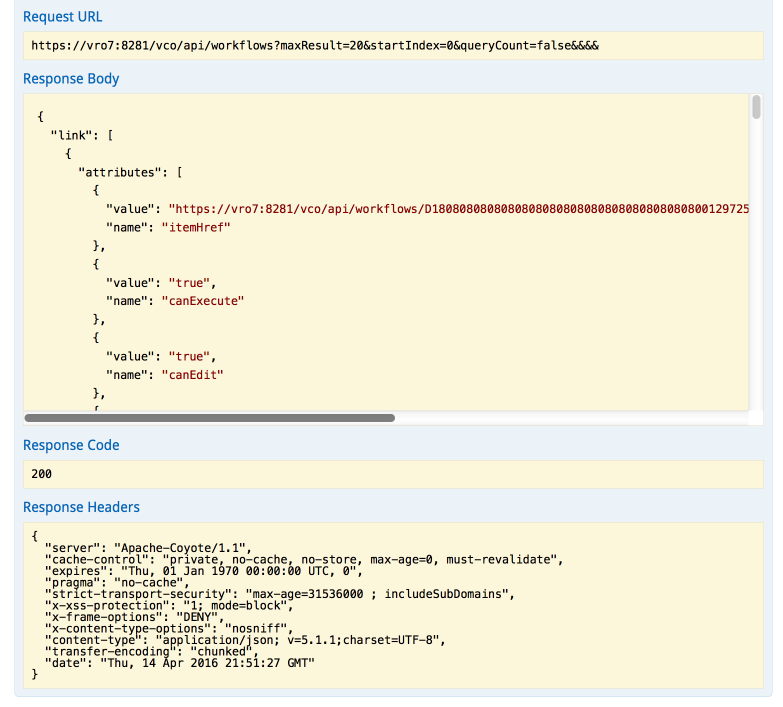 Request URL
https://vro7:8281/vco/api/workflows?maxResult=20&startIndex=0&queryCount=false&&&&
Response Body
{
"link": [
{
"attributes": [
{
"value": "https://vro7:8281/vco/api/workflows/D18080808080808080808080808080808080808001297250
"name": "itemHref"
},
{
"value": "true",
"name": "canExecute"
},
{
"value": "true",
"name": "canEdit"
},
{
Response Code
200
Response Headers
{
"server": "Apache-Coyote/1.1",
"cache-control": "private, no-cache, no-store, max-age=0, must-revalidate",
"expires": "Thu, 01 Jan 1970 00:00:00 UTC, 0",
"pragma": "no-cache",
"strict-transport-security": "max-age=31536000 ; includeSubDomains",
"x-xss-protection": "1; mode=block",
"x-frame-options": "DENY",
"x-content-type-options": "nosniff",
"content-type": "application/json; v=5.1.1;charset=UTF-8",
"transfer-encoding": "chunked",
"date": "Thu, 14 Apr 2016 21:51:27 GMT"
}